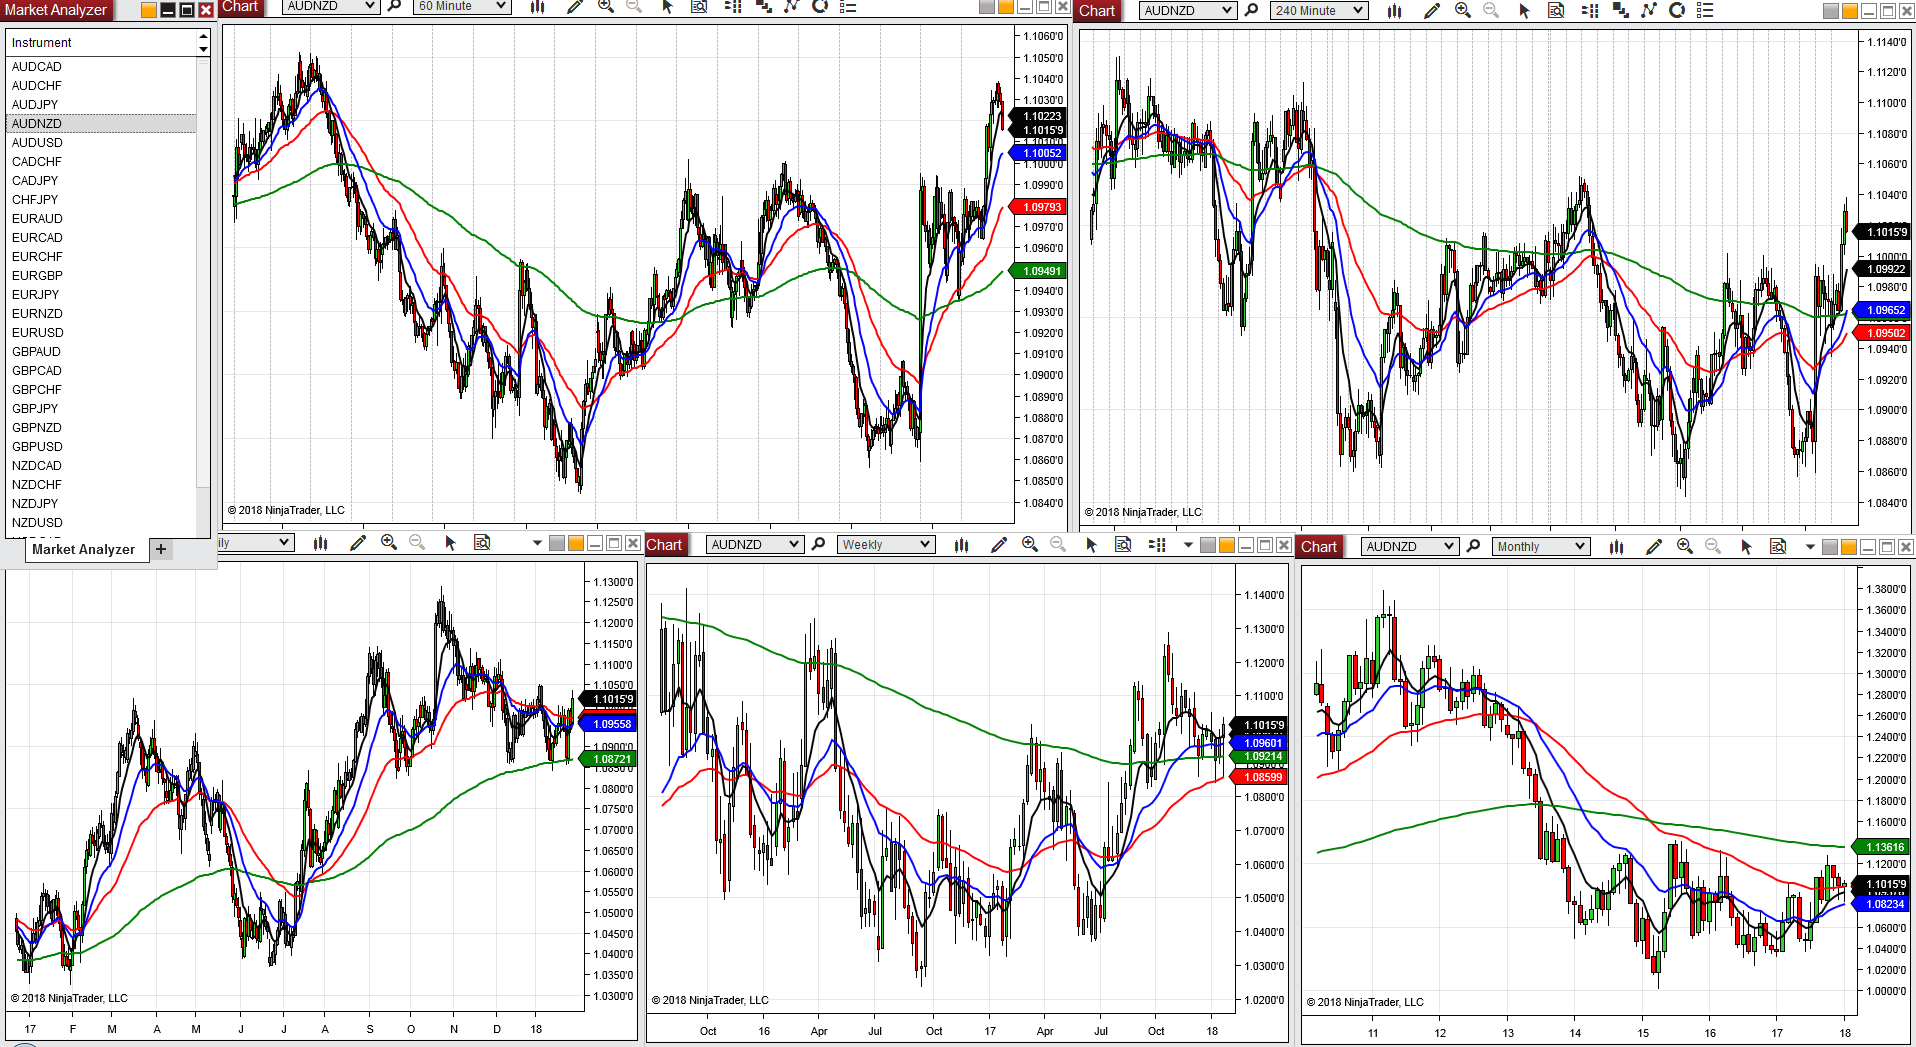 Market Analyzer
Instrument
AUDCAD
AUDCHF
AUDJPY
AUDNZD
AUDUSD
CADCHF
CADJPY
CHFJPY
EURAUD
EURCAD
EURCHF
EURGBP
EURJPY
EURNZD
EURUSD
GBPAUD
GBPCAD
GBPCHF
GBPJPY
GBPNZD
GBPUSD
NZDCAD
NZDCHF
NZDJPY
NZDUSD
Market Analyzer +
Chart AUDNZD 60 Minute
1.1060'0
1.1050'0
1.1040'0
1.1030'0
1.10223
1.1015'9
1.10052
1.1000'0
1.0990'0
1.09793
1.0970'0
1.0960'0
1.0950'0
1.09491
1.0940'0
1.0930'0
1.0920'0
1.0910'0
1.0900'0
1.0890'0
1.0880'0
1.0870'0
1.0860'0
1.0850'0
1.0840'0
© 2018 NinjaTrader, LLC
Chart AUDNZD 240 Minute
1.1140'0
1.1120'0
1.1100'0
1.1080'0
1.1060'0
1.1040'0
1.1015'9
1.1000'0
1.09922
1.0980'0
1.09652
1.09502
1.0940'0
1.0920'0
1.0900'0
1.0880'0
1.0860'0
1.0840'0
© 2018 NinjaTrader, LLC
ily
1.1300'0
1.1250'0
1.1200'0
1.1150'0
1.1100'0
1.1050'0
1.1015'9
1.09558
1.0900'0
1.08721
1.0850'0
1.0800'0
1.0750'0
1.0700'0
1.0650'0
1.0600'0
1.0550'0
1.0500'0
1.0450'0
1.0400'0
1.0350'0
1.0300'0
© 2018 NinjaTrader, LLC
17 F M A M J J A S O N D 18
Chart AUDNZD Weekly
1.1400'0
1.1300'0
1.1200'0
1.1100'0
1.1015'9
1.09601
1.09214
1.08599
1.0800'0
1.0700'0
1.0600'0
1.0500'0
1.0400'0
1.0300'0
1.0200'0
© 2018 NinjaTrader, LLC
Oct 16 Apr Jul Oct 17 Apr Jul Oct 18
Chart AUDNZD Monthly
1.3800'0
1.3600'0
1.3400'0
1.3200'0
1.3000'0
1.2800'0
1.2600'0
1.2400'0
1.2200'0
1.2000'0
1.1800'0
1.1600'0
1.13616
1.1200'0
1.1015'9
1.08234
1.0600'0
1.0400'0
1.0200'0
1.0000'0
© 2018 NinjaTrader, LLC
11 12 13 14 15 16 17 18